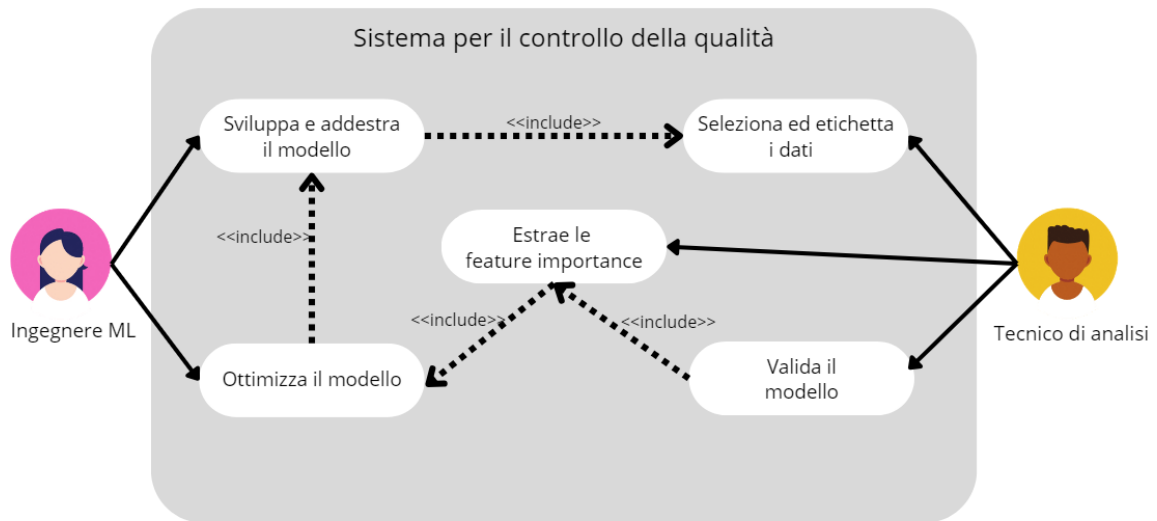 Sistema per il controllo della qualità
Sviluppa e addestra
il modello
<<include>>
Seleziona ed etichetta
i dati
<<include>>
Estrae le
feature importance
Ingegnere ML
<<include>>
<<include>>
Tecnico di analisi
Ottimizza il modello
Valida il
modello